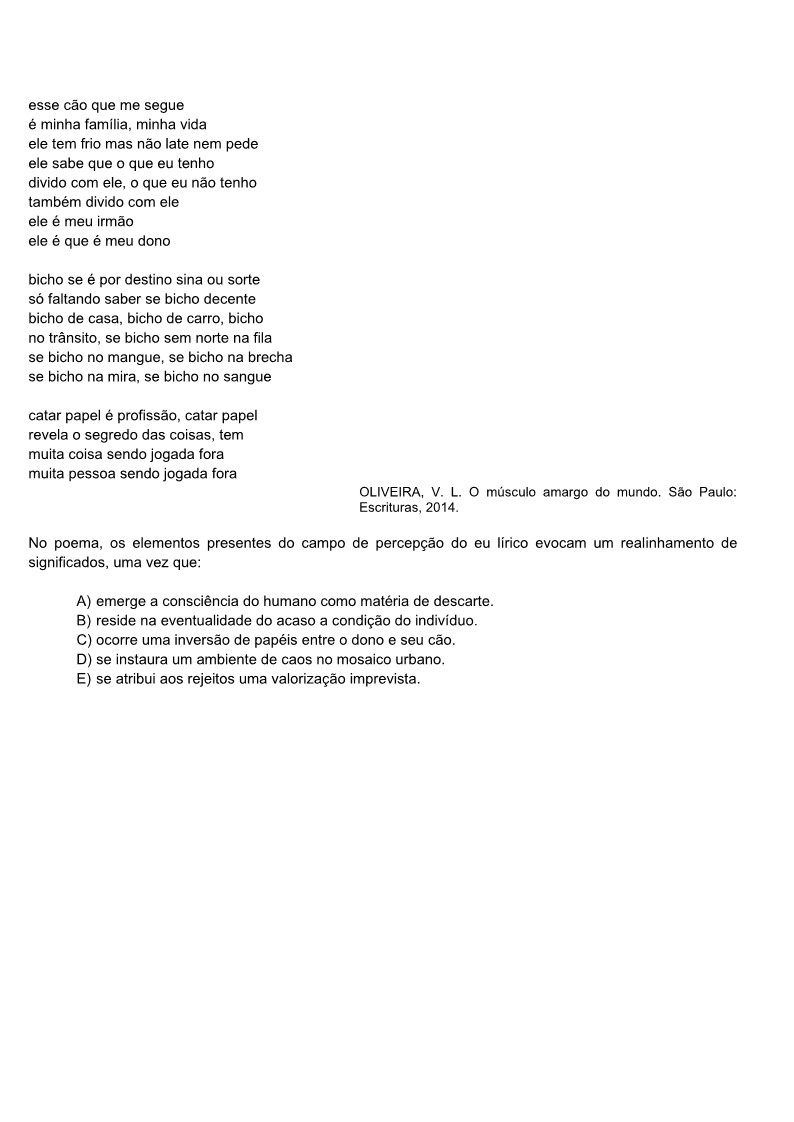 esse cão que me segue
é minha família, minha vida
ele tem frio mas não late nem pede
ele sabe que o que eu tenho
divido com ele, o que eu não tenho
também divido com ele
ele é meu irmão
ele é que é meu dono

bicho se é por destino sina ou sorte
só faltando saber se bicho decente
bicho de casa, bicho de carro, bicho
no trânsito, se bicho sem norte na fila
se bicho no mangue, se bicho na brecha
se bicho na mira, se bicho no sangue

catar papel é profissão, catar papel
revela o segredo das coisas, tem
muita coisa sendo jogada fora
muita pessoa sendo jogada fora
OLIVEIRA, V. L. O músculo amargo do mundo. São Paulo:
Escrituras, 2014.

No poema, os elementos presentes do campo de percepção do eu lírico evocam um realinhamento de
significados, uma vez que:

A) emerge a consciência do humano como matéria de descarte.
B) reside na eventualidade do acaso a condição do indivíduo.
C) ocorre uma inversão de papéis entre o dono e seu cão.
D) se instaura um ambiente de caos no mosaico urbano.
E) se atribui aos rejeitos uma valorização imprevista.